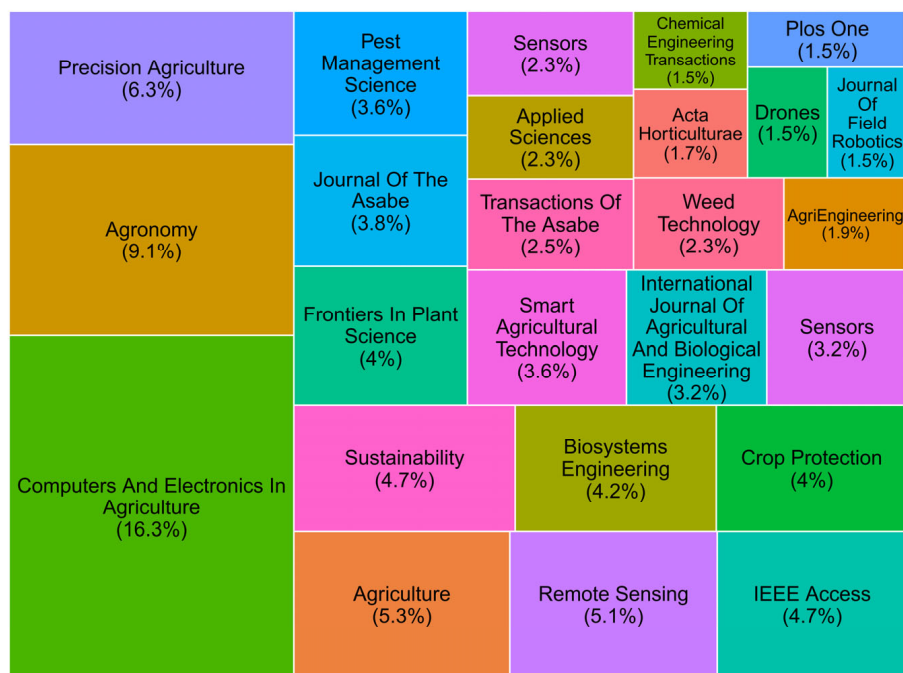 Precision Agriculture
(6.3%)
Agronomy
(9.1%)
Computers And Electronics In
Agriculture
(16.3%)
Pest
Management
Science
(3.6%)
Journal Of The
Asabe
(3.8%)
Frontiers In Plant
Science
(4%)
Sensors
(2.3%)
Applied
Sciences
(2.3%)
Transactions Of
The Asabe
(2.5%)
Chemical
Engineering
Transactions
(1.5%)
Acta
Horticulturae
(1.7%)
Plos One
(1.5%)
Drones
(1.5%)
Journal
Of
Field
Robotics
(1.5%)
Weed
Technology
(2.3%)
AgriEngineering
(1.9%)
Smart
Agricultural
Technology
(3.6%)
International
Journal Of
Agricultural
And Biological
Engineering
(3.2%)
Sensors
(3.2%)
Sustainability
(4.7%)
Biosystems
Engineering
(4.2%)
Crop Protection
(4%)
Agriculture
(5.3%)
Remote Sensing
(5.1%)
IEEE Access
(4.7%)